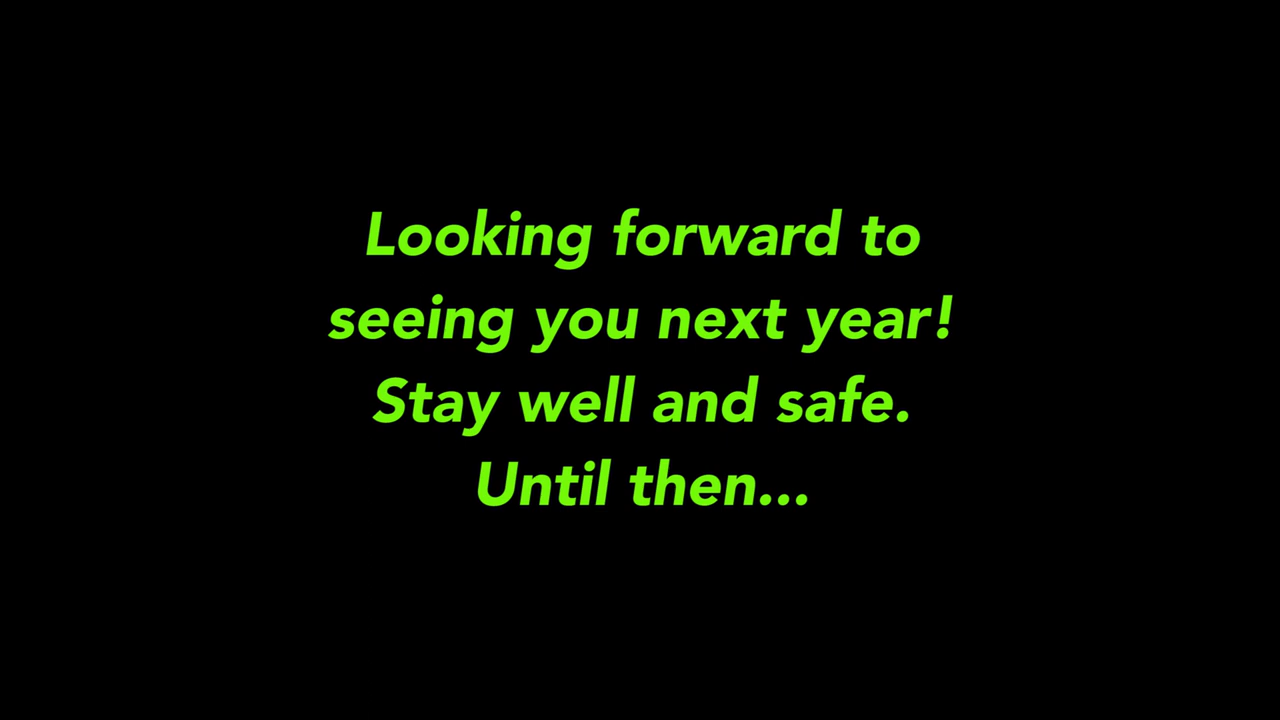 Looking forward to
seeing you next year!
Stay well and safe.
Until then...